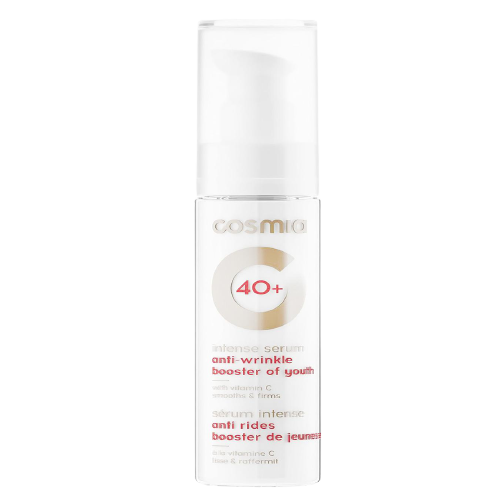 cosmia
40+
intense serum
anti-wrinkle
booster of youth
with vitamin C
smooths & firms
sérum intense
anti rides
booster de jeunesse
à la vitamine C
lisse & raffermit